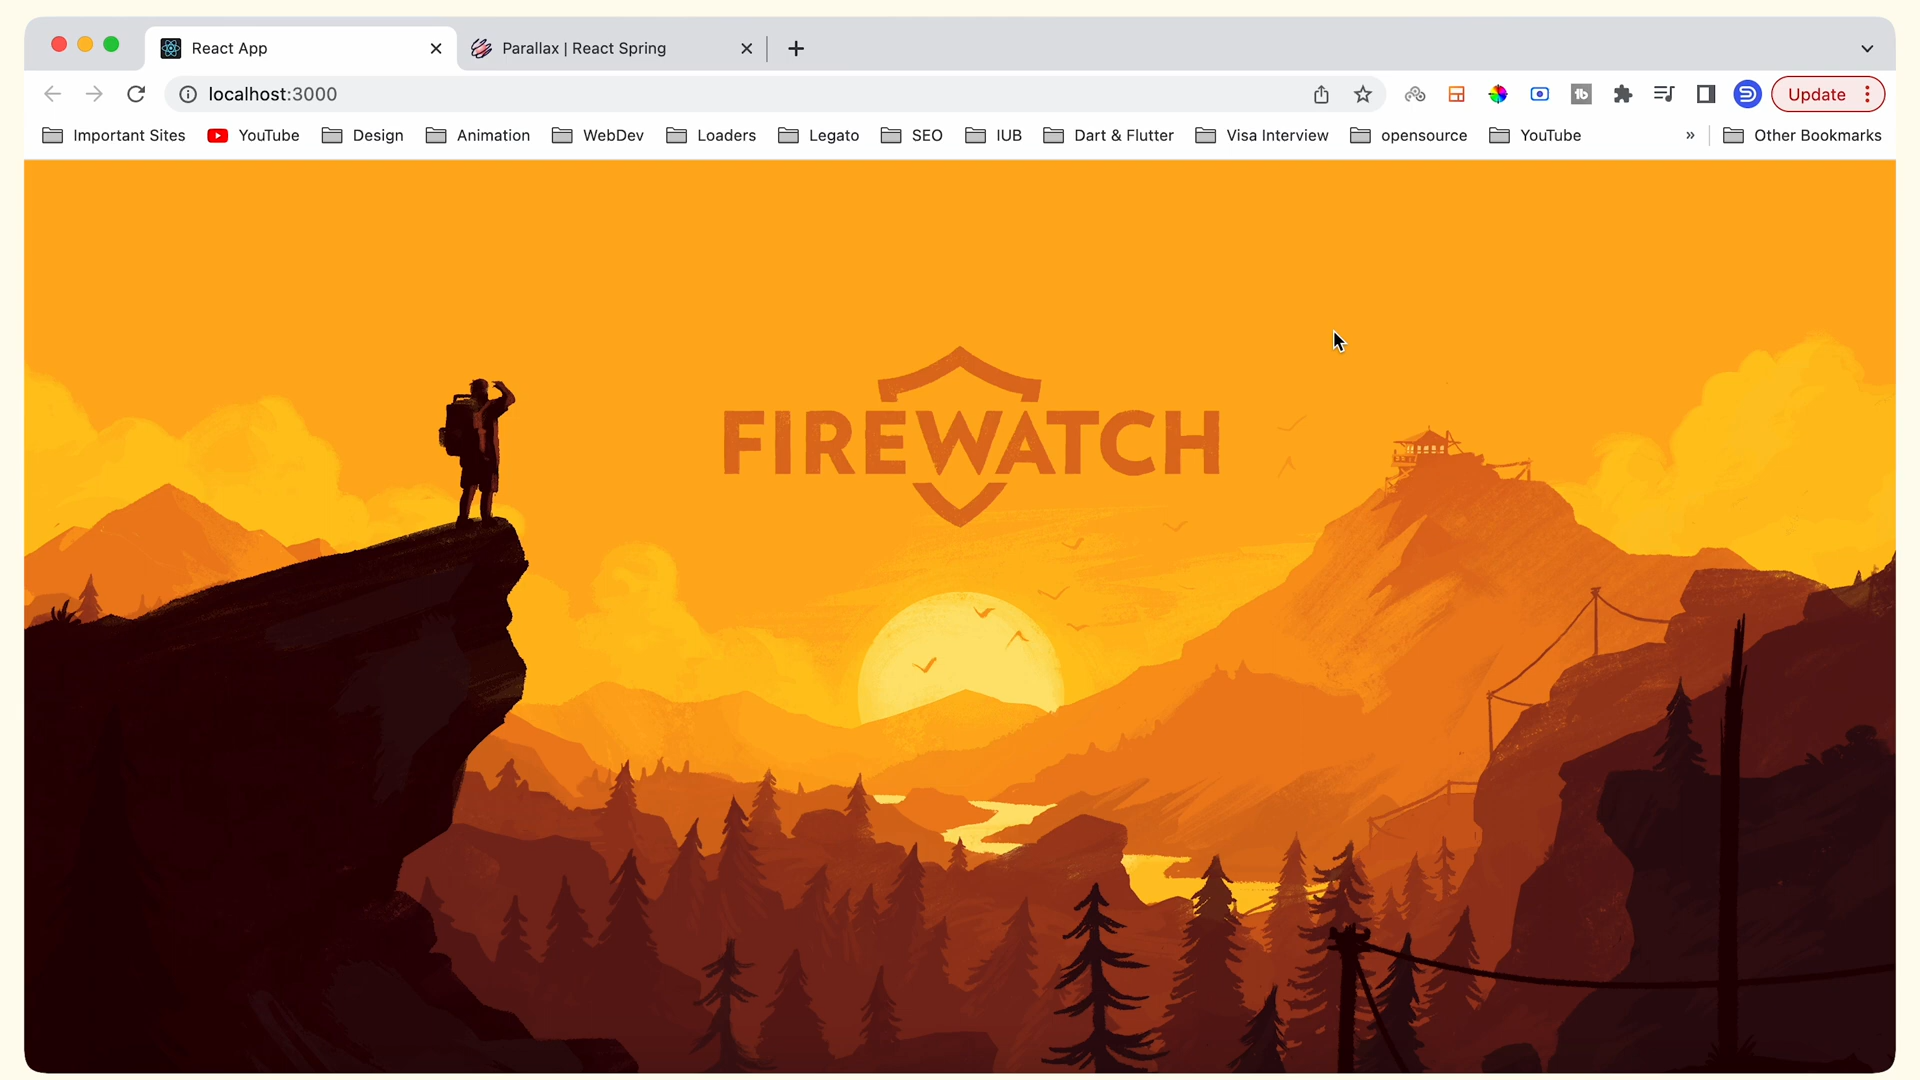 React App
Parallax | React Spring
localhost:3000
Update
Important Sites
YouTube
Design
Animation
WebDev
Loaders
Legato
SEO
IUB
Dart & Flutter
Visa Interview
opensource
YouTube
»
Other Bookmarks
FIREWATCH